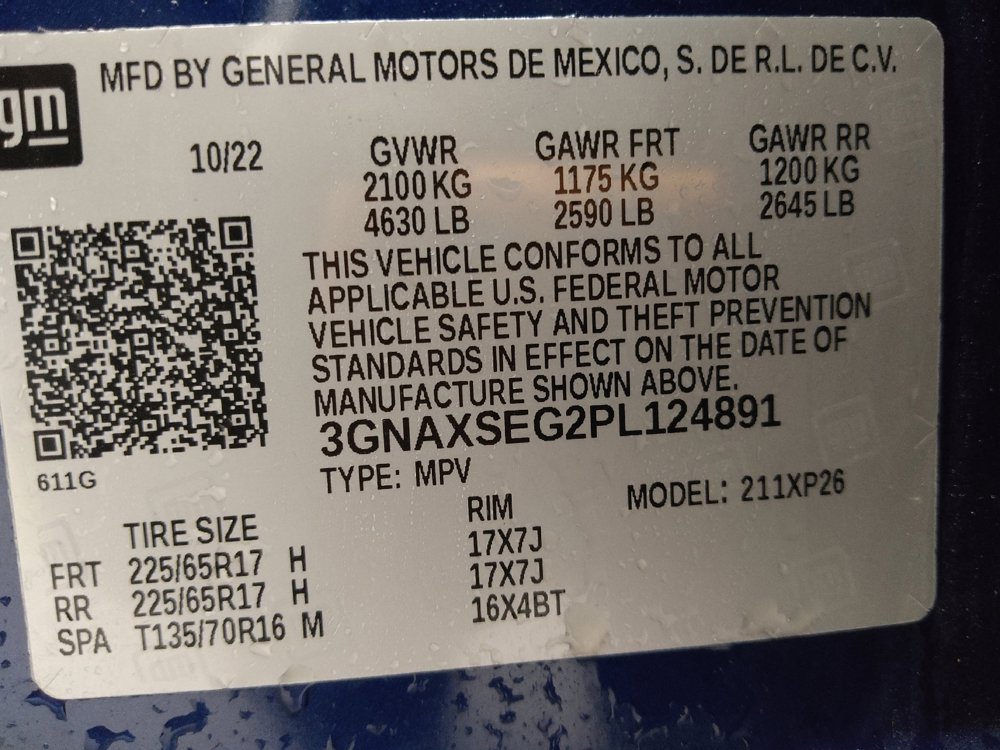 gm
MFD BY GENERAL MOTORS DE MEXICO, S. DE R.L. DE C.V.
10/22 GVWR GAWR FRT GAWR RR
2100 KG 1175 KG 1200 KG
4630 LB 2590 LB 2645 LB
THIS VEHICLE CONFORMS TO ALL
APPLICABLE U.S. FEDERAL MOTOR
VEHICLE SAFETY AND THEFT PREVENTION
STANDARDS IN EFFECT ON THE DATE OF
MANUFACTURE SHOWN ABOVE.
3GNAXSEG2PL124891
611G
TYPE: MPV MODEL: 211XP26
TIRE SIZE RIM
FRT 225/65R17 H 17X7J
RR 225/65R17 H 17X7J
SPA T135/70R16 M 16X4BT